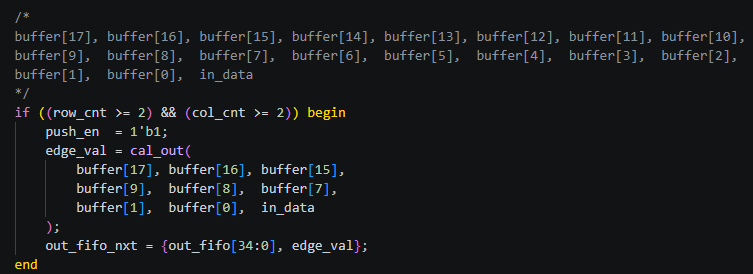 /*
buffer[17], buffer[16], buffer[15], buffer[14], buffer[13], buffer[12], buffer[11], buffer[10],
buffer[9],  buffer[8],  buffer[7],  buffer[6],  buffer[5],  buffer[4],  buffer[3],  buffer[2],
buffer[1],  buffer[0],  in_data
*/
if ((row_cnt >= 2) && (col_cnt >= 2)) begin
    push_en  = 1'b1;
    edge_val = cal_out(
        buffer[17], buffer[16], buffer[15],
        buffer[9],  buffer[8],  buffer[7],
        buffer[1],  buffer[0],  in_data
    );
    out_fifo_nxt = {out_fifo[34:0], edge_val};
end